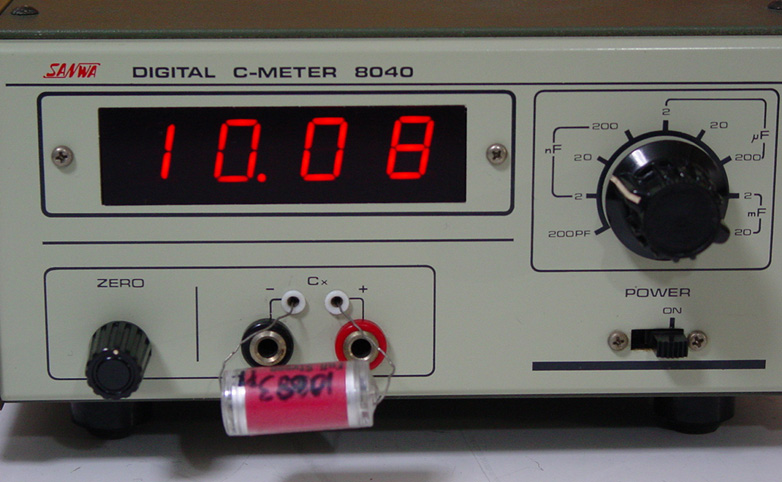 SANWA DIGITAL C-METER 8040
10.08
2
200 20
nF µF
20 200
2 2
mF
200PF 20
ZERO
- Cx +
POWER
ON